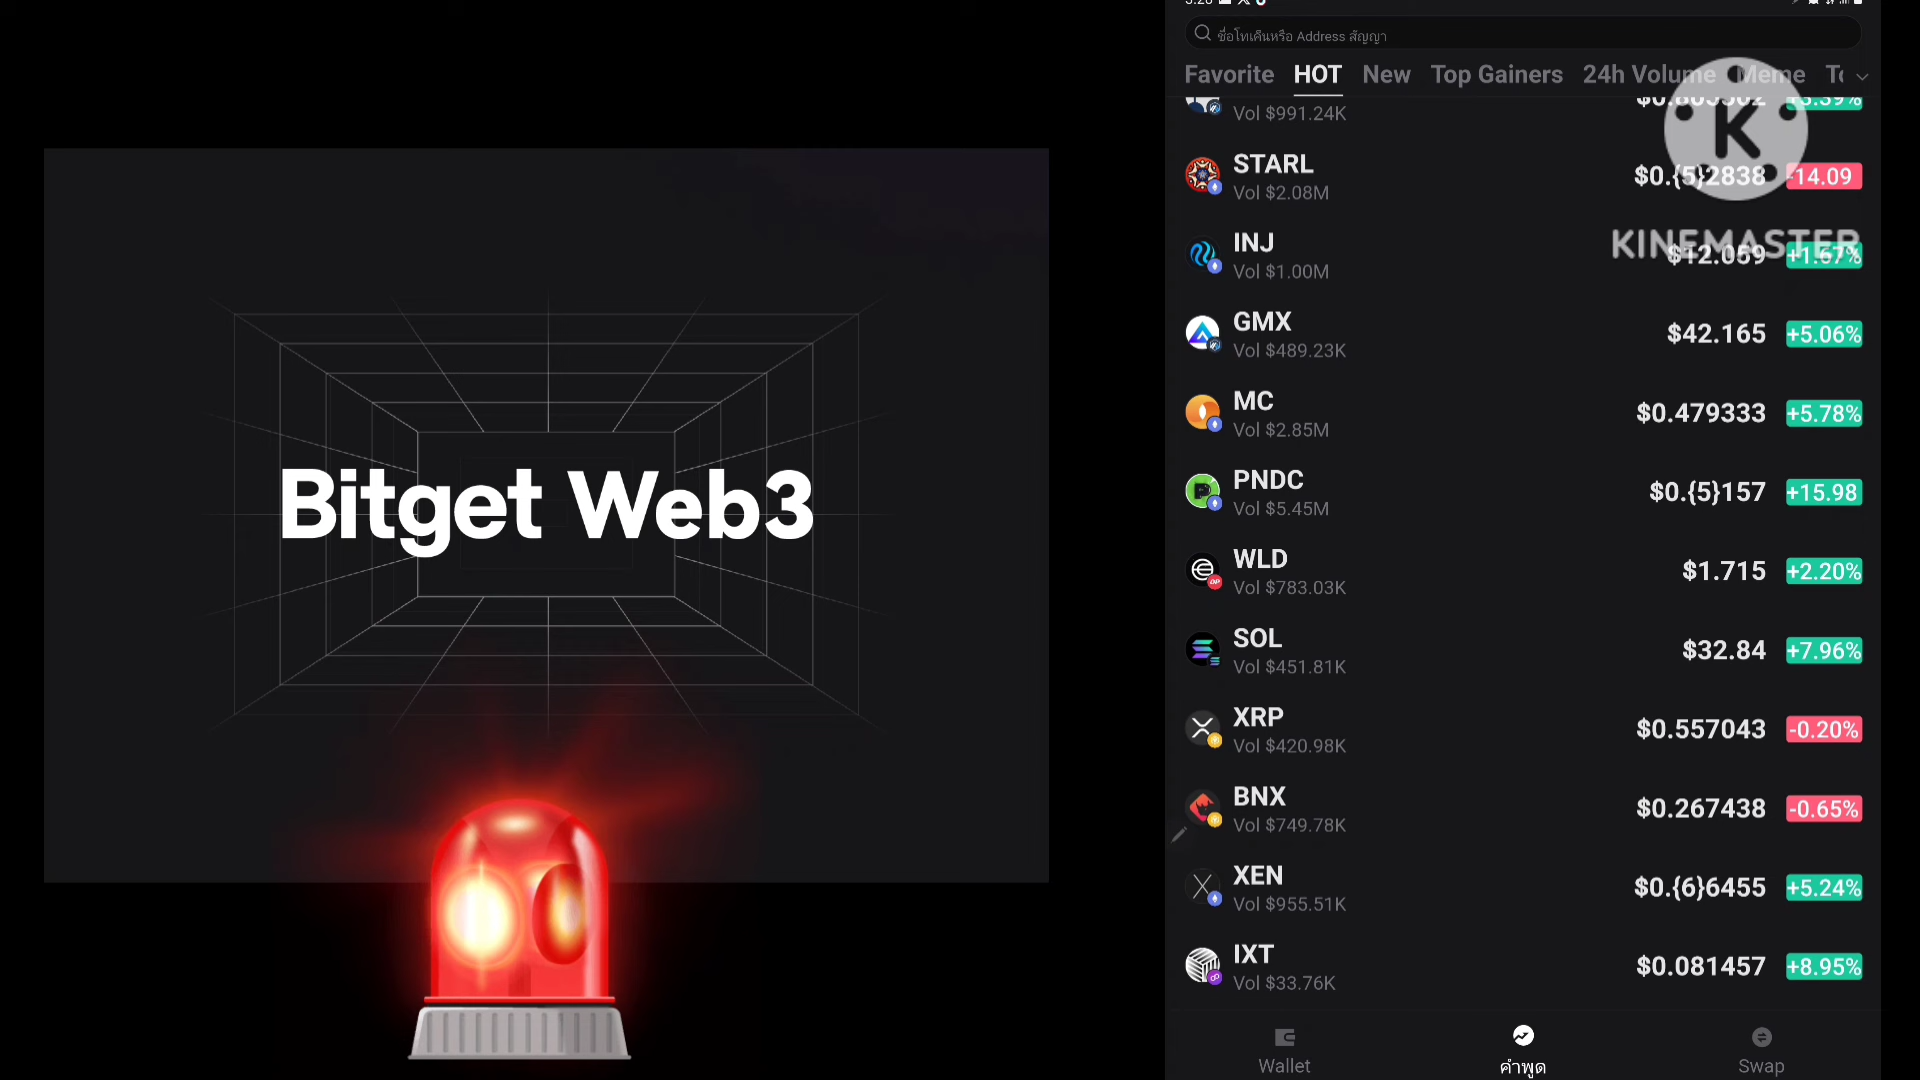 Bitget Web3
ชื่อโทเค็นหรือ Address สัญญา
Favorite HOT New Top Gainers 24h Volume Meme
Vol $991.24K
STARL $0.{5}2838 -14.09
Vol $2.08M
KINEMASTER
INJ $12.059 +1.67%
Vol $1.00M
GMX $42.165 +5.06%
Vol $489.23K
MC $0.479333 +5.78%
Vol $2.85M
PNDC $0.{5}157 +15.98
Vol $5.45M
WLD $1.715 +2.20%
Vol $783.03K
SOL $32.84 +7.96%
Vol $451.81K
XRP $0.557043 -0.20%
Vol $420.98K
BNX $0.267438 -0.65%
Vol $749.78K
XEN $0.{6}6455 +5.24%
Vol $955.51K
IXT $0.081457 +8.95%
Vol $33.76K
Wallet คำพูด Swap